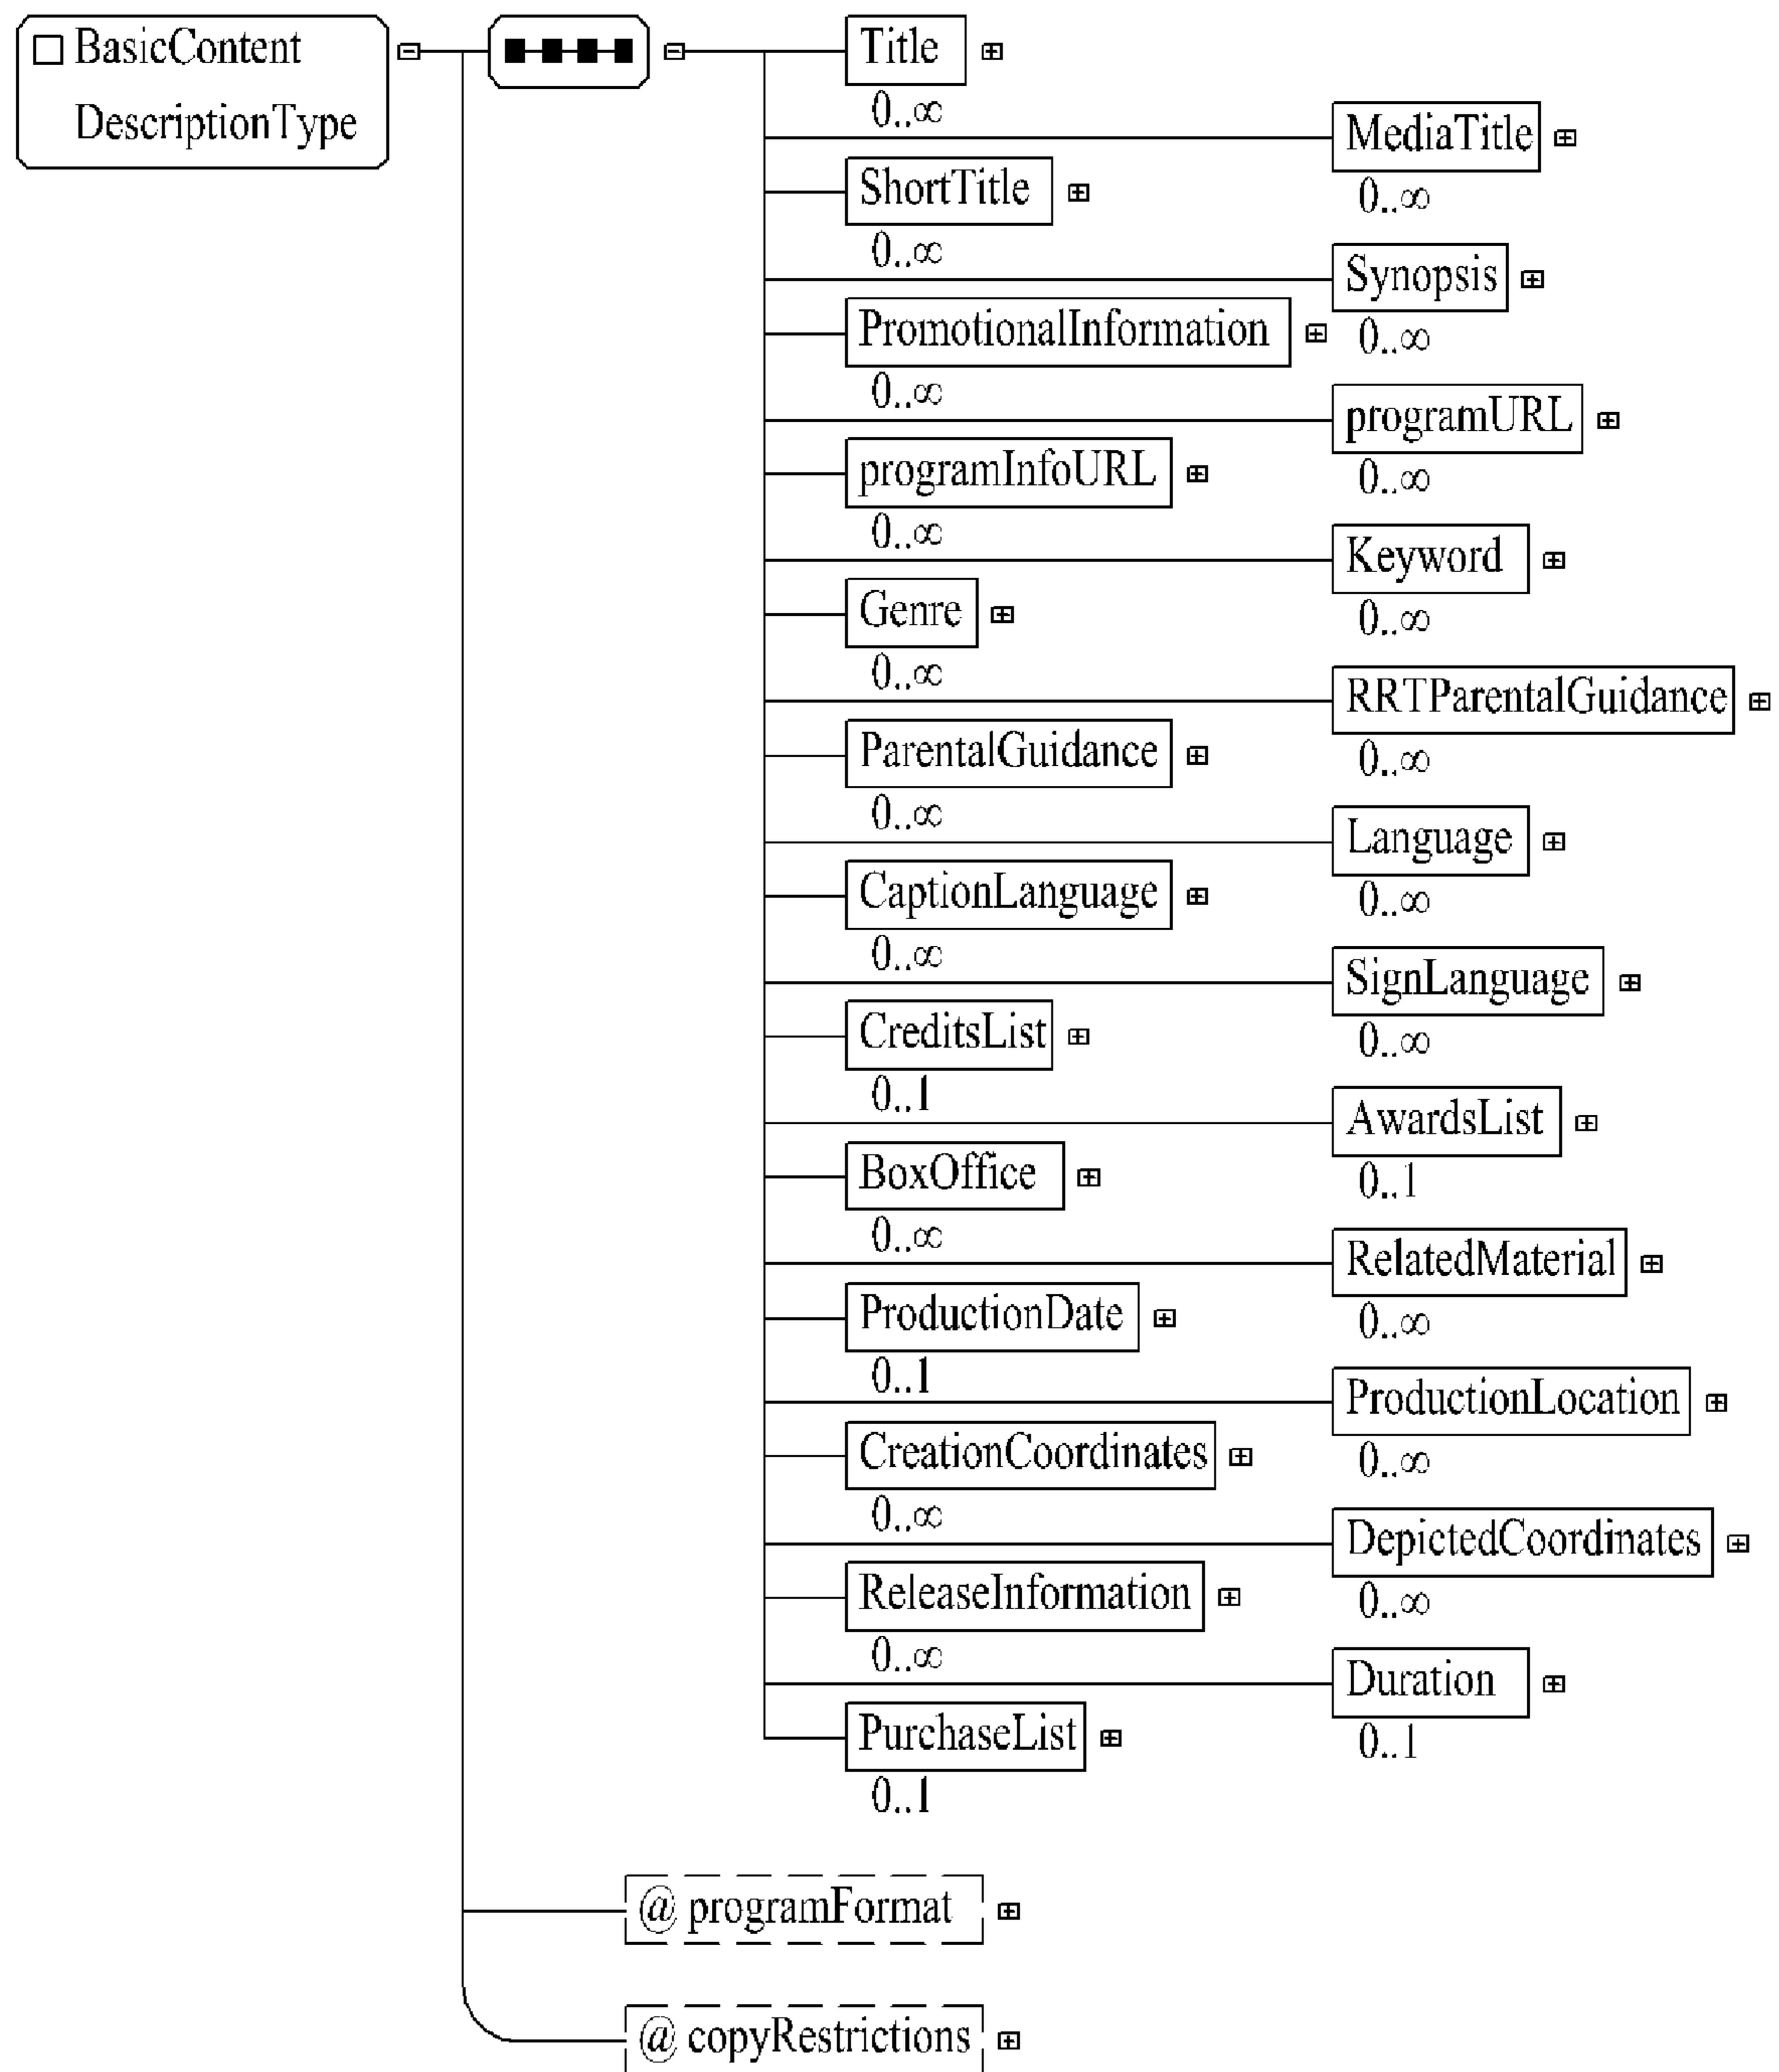 BasicContent
DescriptionType
Title
0..∞
MediaTitle
0..∞
ShortTitle
0..∞
Synopsis
0..∞
PromotionalInformation
0..∞
programURL
0..∞
programInfoURL
0..∞
Keyword
0..∞
Genre
0..∞
RRTParentalGuidance
0..∞
ParentalGuidance
0..∞
Language
0..∞
CaptionLanguage
0..∞
SignLanguage
0..∞
CreditsList
0..1
AwardsList
0..1
BoxOffice
0..∞
RelatedMaterial
0..∞
ProductionDate
0..1
ProductionLocation
0..∞
CreationCoordinates
0..∞
DepictedCoordinates
0..∞
ReleaseInformation
0..∞
Duration
0..1
PurchaseList
0..1
@ programFormat
@ copyRestrictions